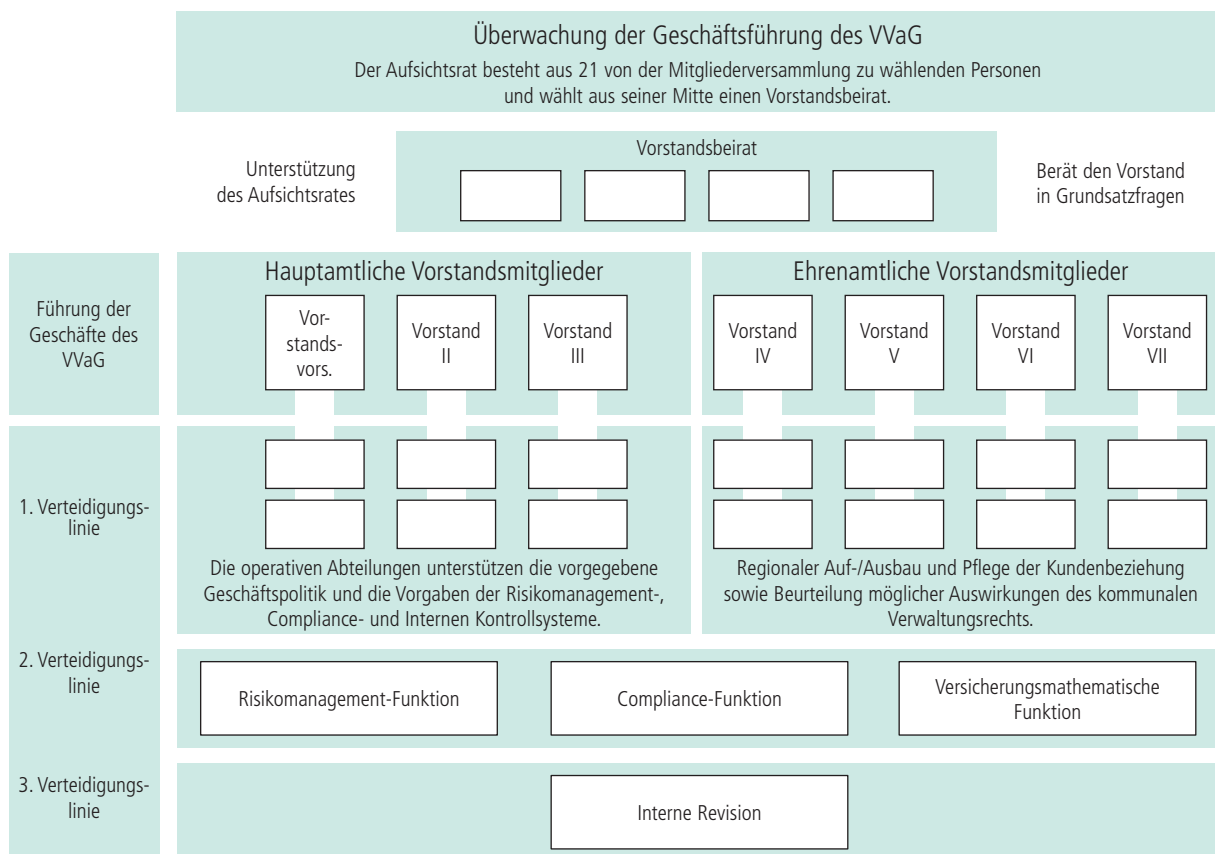 Überwachung der Geschäftsführung des VVaG
Der Aufsichtsrat besteht aus 21 von der Mitgliederversammlung zu wählenden Personen
und wählt aus seiner Mitte einen Vorstandsbeirat.
Unterstützung
des Aufsichtsrates
Vorstandsbeirat
Berät den Vorstand
in Grundsatzfragen
Führung der
Geschäfte des
VVaG
Hauptamtliche Vorstandsmitglieder
Vor-
stands-
vors.
Vorstand
II
Vorstand
III
Ehrenamtliche Vorstandsmitglieder
Vorstand
IV
Vorstand
V
Vorstand
VI
Vorstand
VII
1. Verteidigungs-
linie
Die operativen Abteilungen unterstützen die vorgegebene
Geschäftspolitik und die Vorgaben der Risikomanagement-,
Compliance- und Internen Kontrollsysteme.
Regionaler Auf-/Ausbau und Pflege der Kundenbeziehung
sowie Beurteilung möglicher Auswirkungen des kommunalen
Verwaltungsrechts.
2. Verteidigungs-
linie
Risikomanagement-Funktion
Compliance-Funktion
Versicherungsmathematische
Funktion
3. Verteidigungs-
linie
Interne Revision